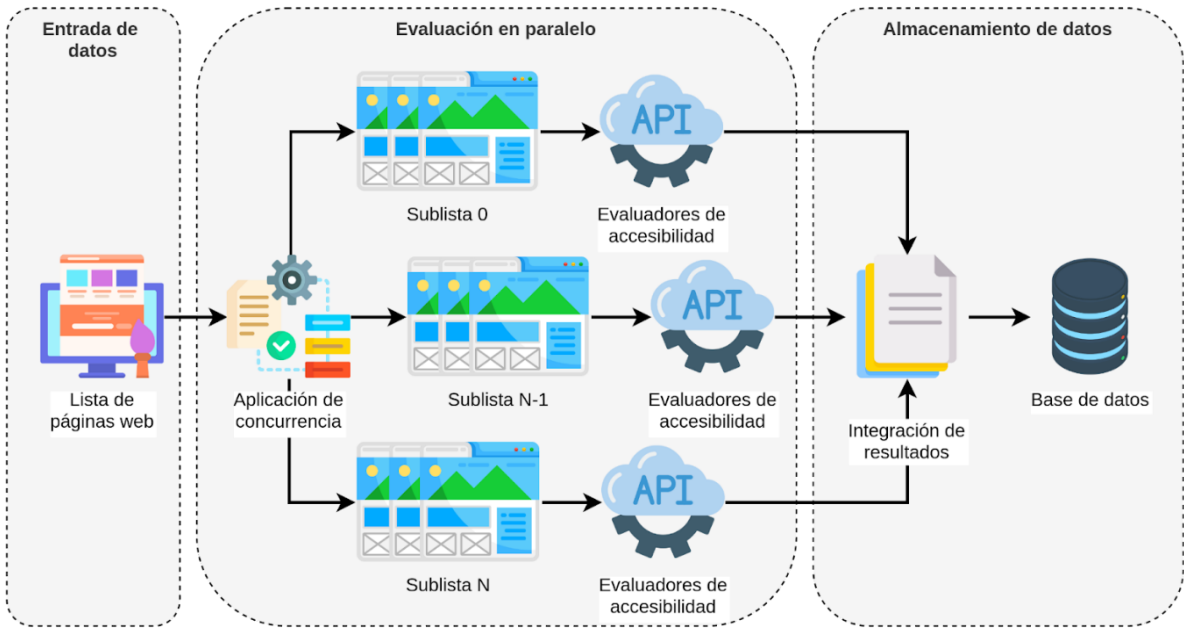 Entrada de
datos
Evaluación en paralelo
Almacenamiento de datos
API
Sublista 0
Evaluadores de
accesibilidad
Lista de
páginas web
Aplicación de
concurrencia
API
Sublista N-1
Evaluadores de
accesibilidad
Integración de
resultados
Base de datos
API
Sublista N
Evaluadores de
accesibilidad